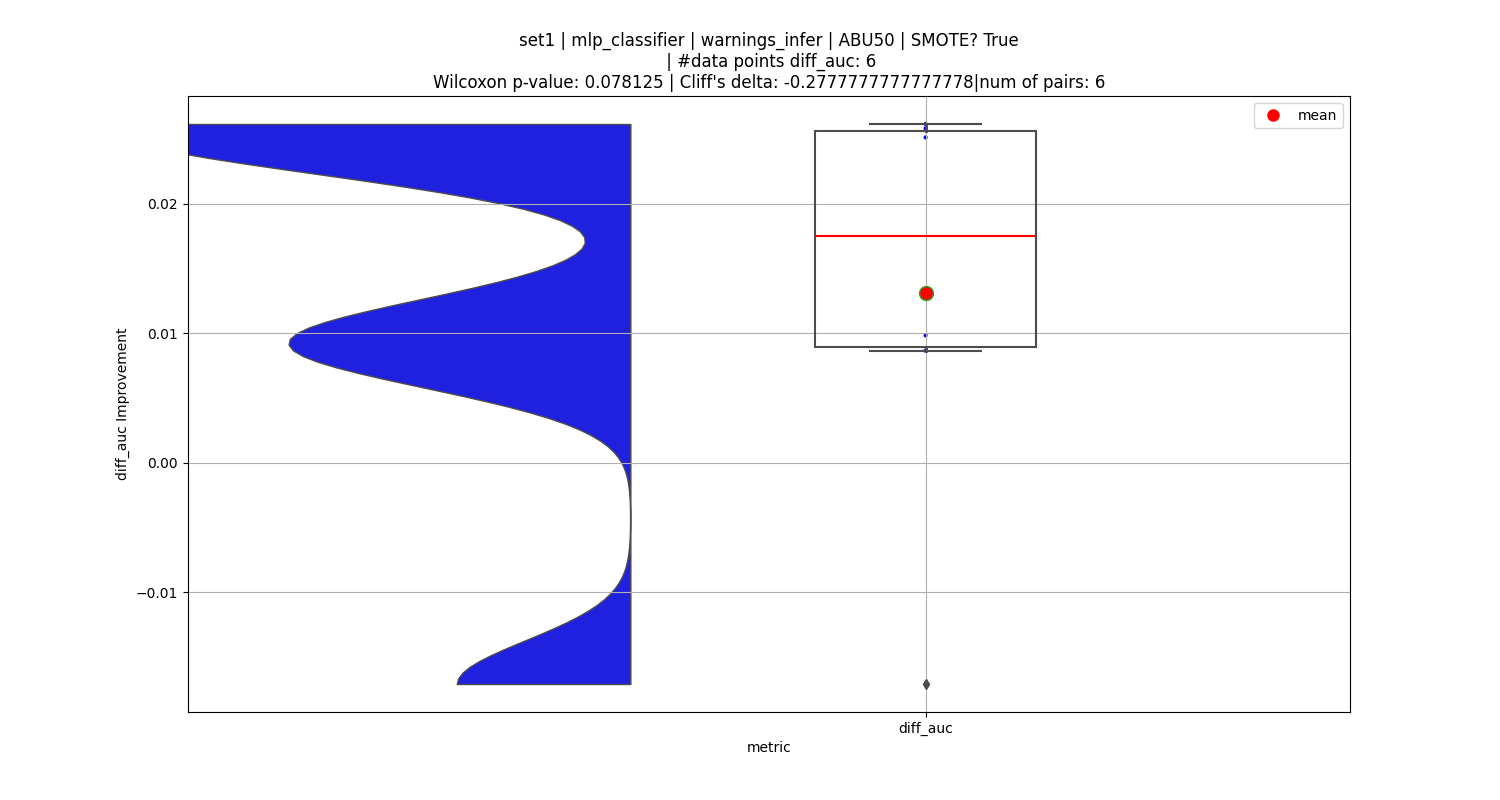 set1 | mlp_classifier | warnings_infer | ABU50 | SMOTE? True
| #data points diff_auc: 6
Wilcoxon p-value: 0.078125 | Cliff's delta: -0.2777777777777778|num of pairs: 6
mean
0.02
0.01
0.00
−0.01
diff_auc Improvement
diff_auc
metric